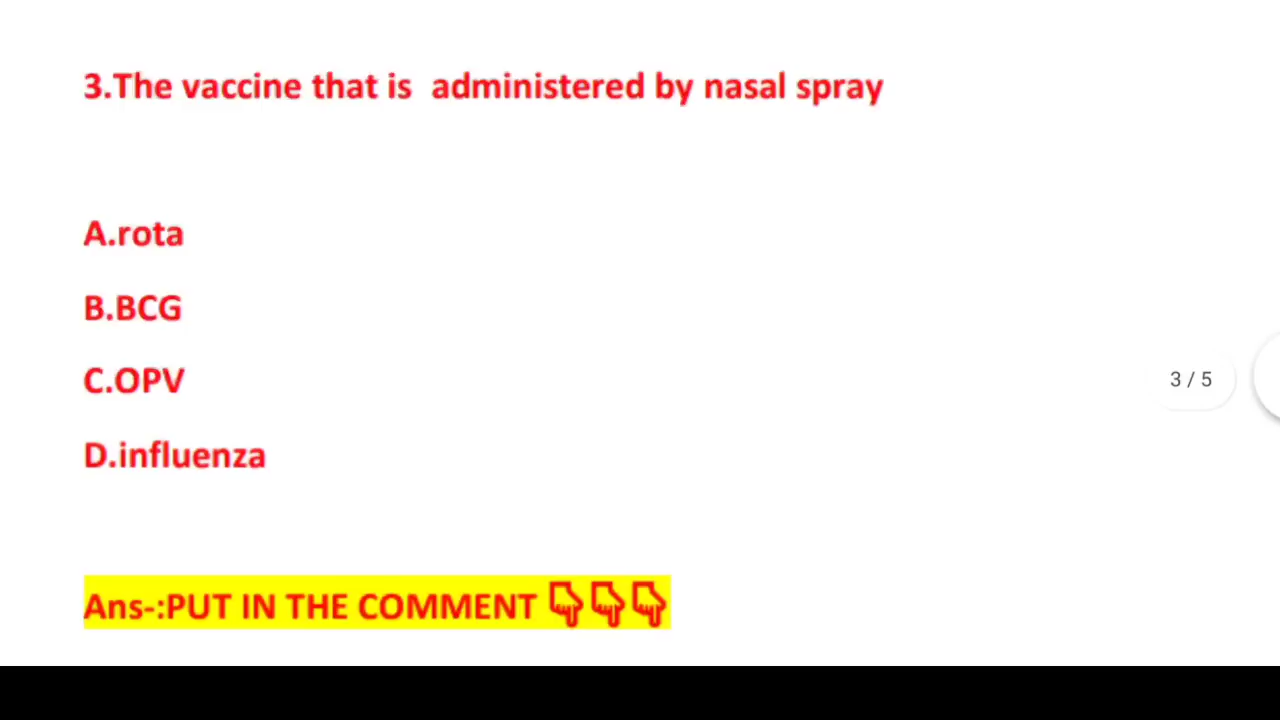 3.The vaccine that is  administered by nasal spray
A.rota
B.BCG
C.OPV
3 / 5
D.influenza
Ans-:PUT IN THE COMMENT 👇👇👇